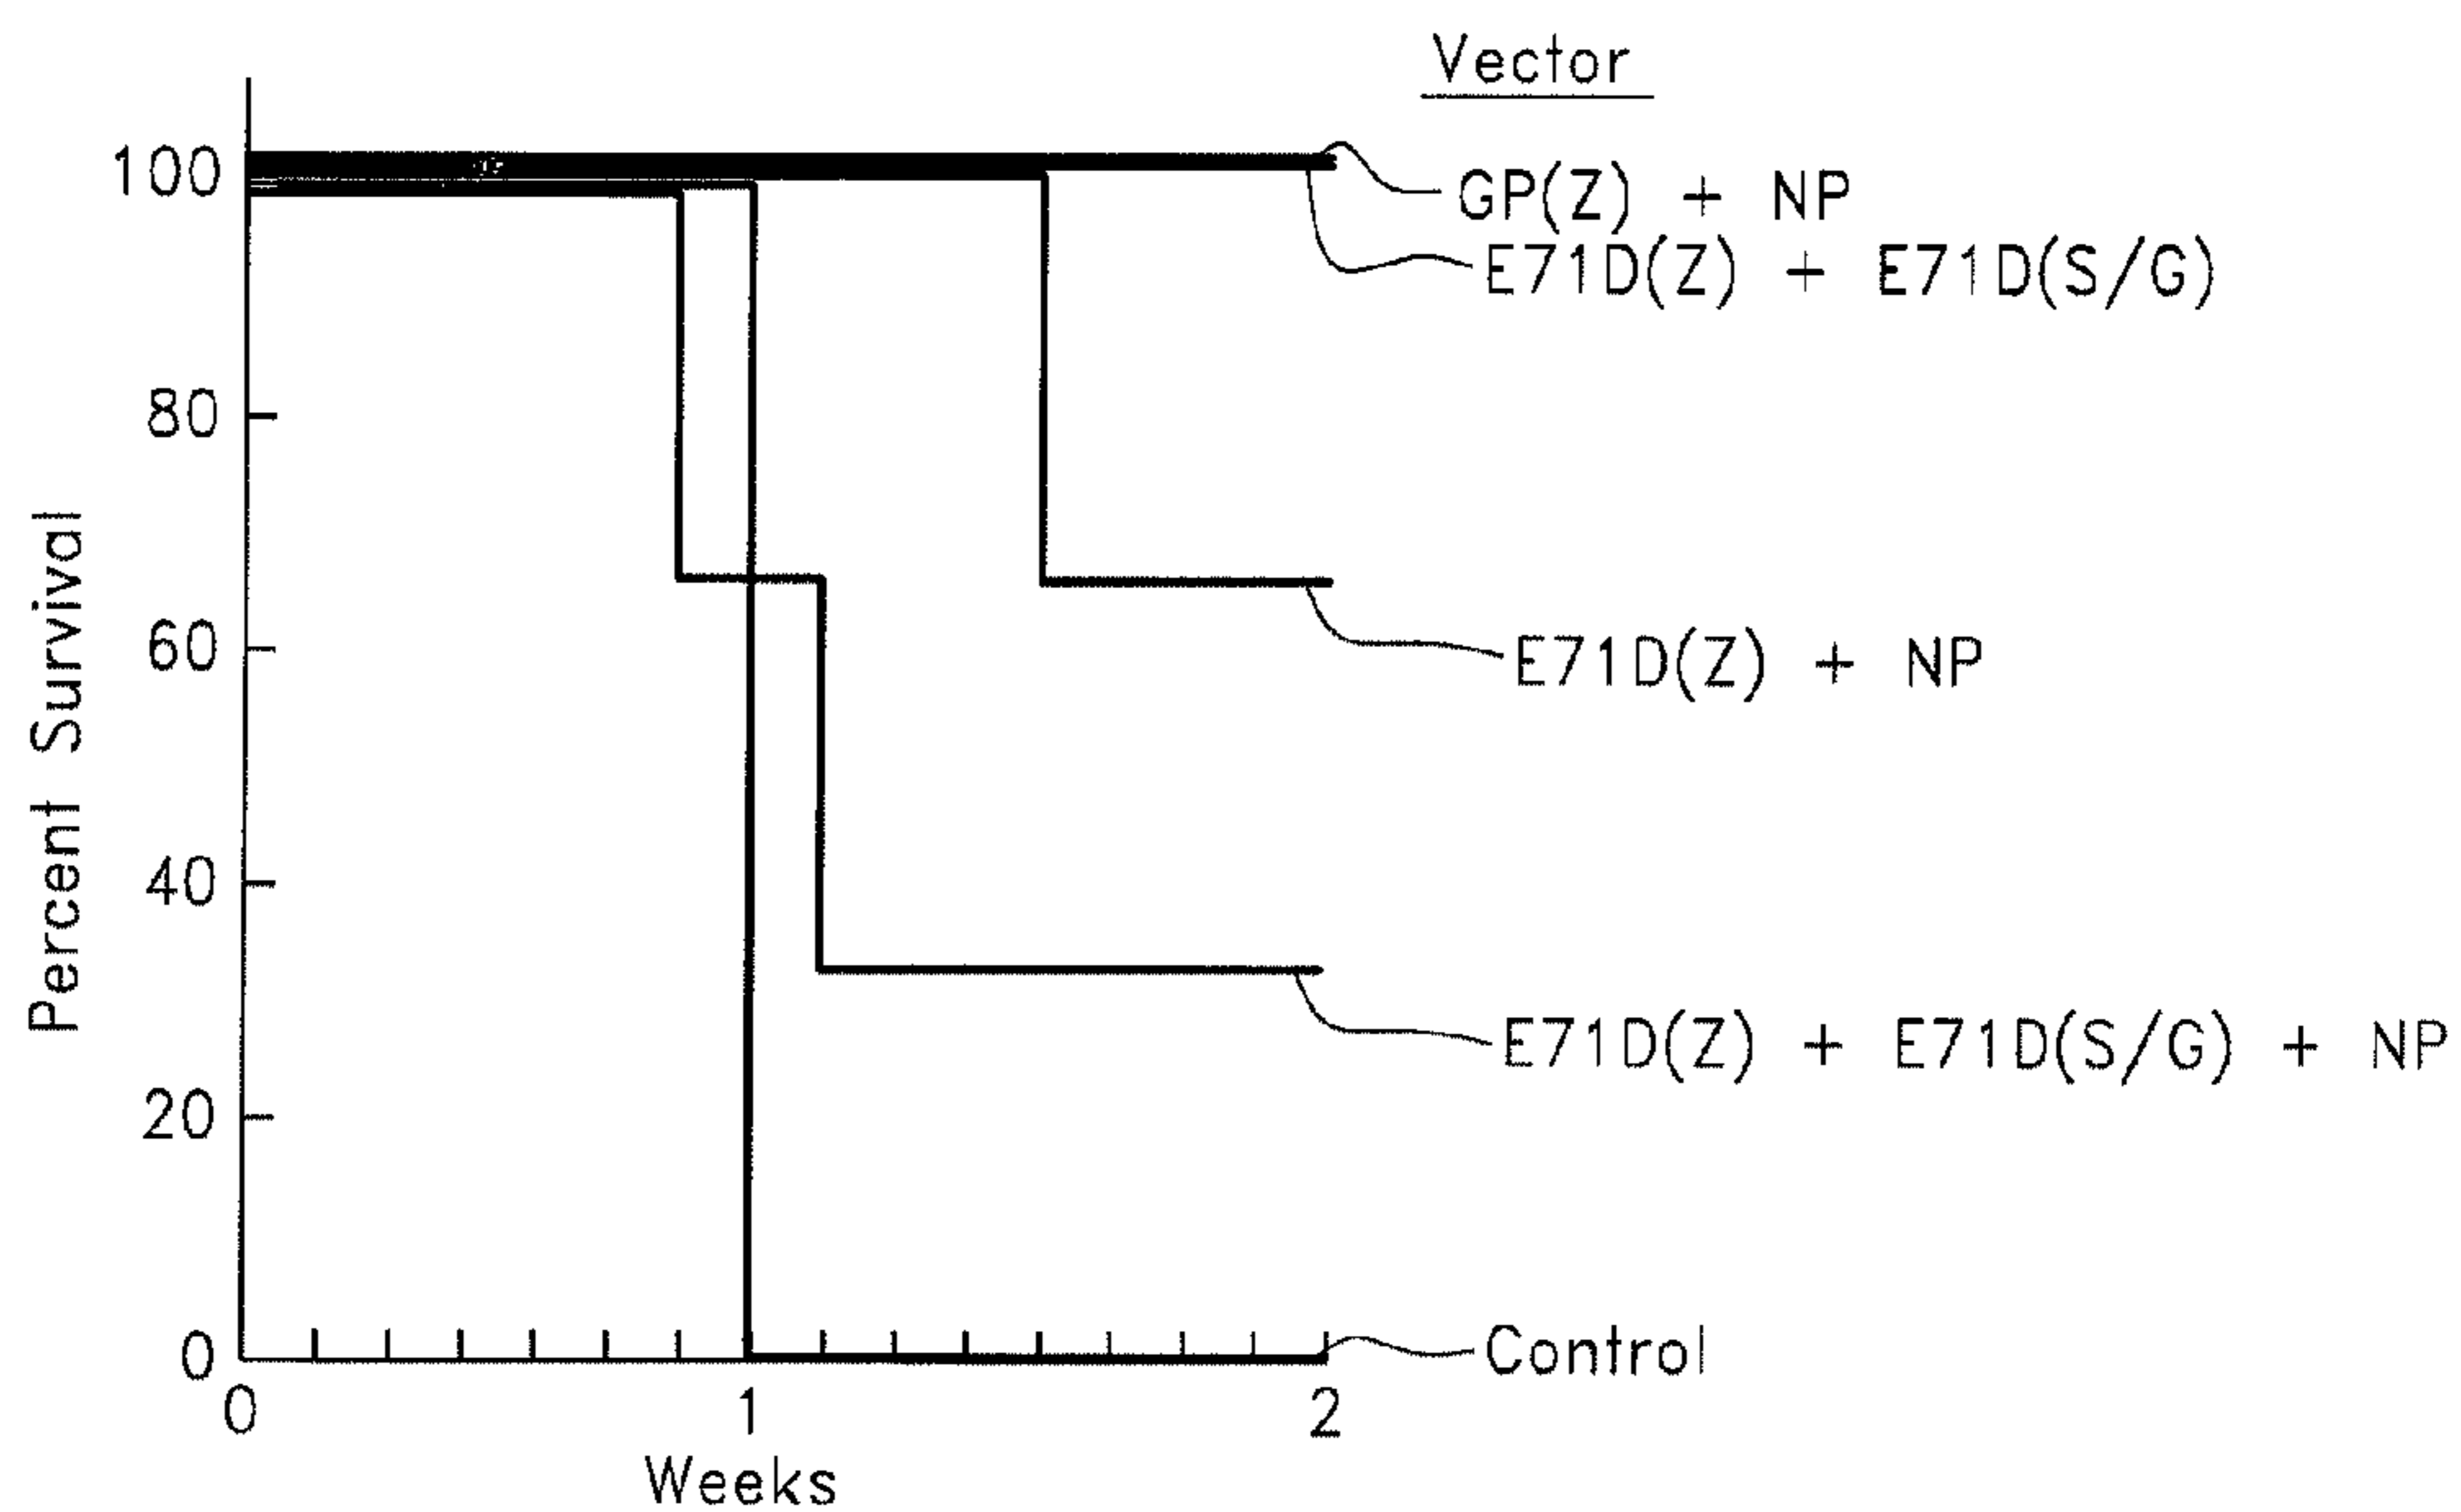 Vector
100
GP(Z) + NP
E71D(Z) + E71D(S/G)
80
Percent Survival
60
E71D(Z) + NP
40
E71D(Z) + E71D(S/G) + NP
20
0
Control
0 1 2
Weeks